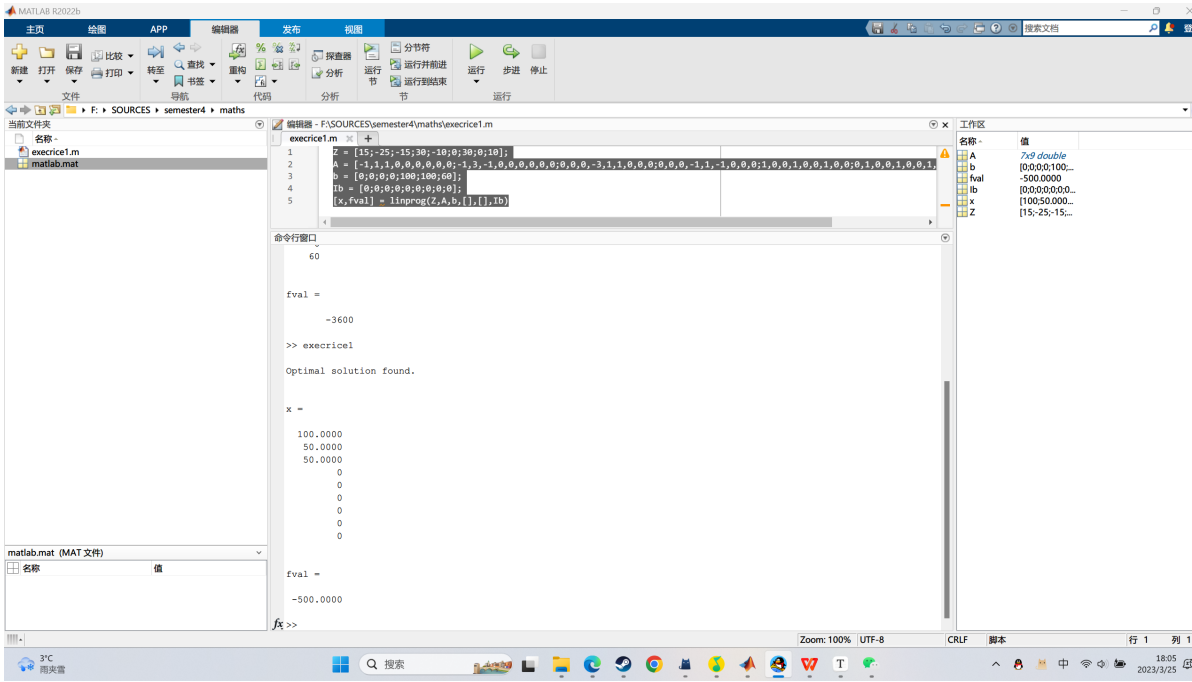 MATLAB R2022b
主页 绘图 APP 编辑器 发布 视图
搜索文档
新建 打开 保存 比较 打印 转至 查找 书签 重构 探查器 分析 运行节 分节符 运行并前进 运行到结束 运行 步进 停止
文件 导航 代码 分析 节 运行
F: SOURCES semester4 maths
当前文件夹
名称
execrice1.m
matlab.mat
编辑器 - F:\SOURCES\semester4\maths\execrice1.m
execrice1.m
1 Z = [15;-25;-15;30;-10;0;30;0;10];
2 A = [-1,1,1,0,0,0,0,0,0;-1,3,-1,0,0,0,0,0,0;0,0,0,-3,1,1,0,0,0;0,0,0,-1,1,-1,0,0,0;1,0,0,1,0,0,1,0,0;0,1,0,0,1,0,0,1,
3 b = [0;0;0;0;100;100;60];
4 Ib = [0;0;0;0;0;0;0;0;0];
5 [x,fval] = linprog(Z,A,b,[],[],Ib)
命令行窗口
60
fval =
-3600
>> execrice1
Optimal solution found.
x =
100.0000
50.0000
50.0000
0
0
0
0
0
0
fval =
-500.0000
fx >>
工作区
名称 值
A 7x9 double
b [0;0;0;0;100;...
fval -500.0000
Ib [0;0;0;0;0;0;0...
x [100;50.000...
Z [15;-25;-15;...
matlab.mat (MAT 文件)
名称 值
Zoom: 100% UTF-8 CRLF 脚本 行 1 列 1
3°C
雨夹雪
搜索
中
18:05
2023/3/25